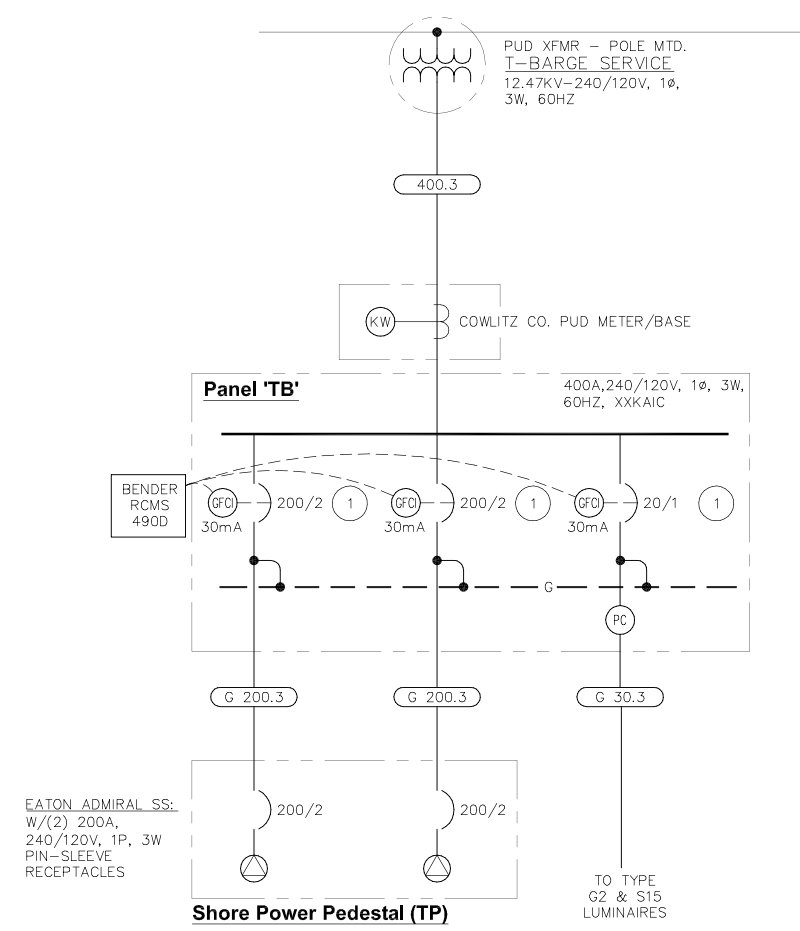 PUD XFMR - POLE MTD.
T-BARGE SERVICE
12.47KV-240/120V, 1ø,
3W, 60HZ
400.3
KW
COWLITZ CO. PUD METER/BASE
Panel 'TB'
400A,240/120V, 1ø, 3W,
60HZ, XXKAIC
BENDER
RCMS
490D
GFCI
30mA
200/2
1
GFCI
30mA
200/2
1
GFCI
30mA
20/1
1
G
PC
G 200.3
G 200.3
G 30.3
EATON ADMIRAL SS:
W/(2) 200A,
240/120V, 1P, 3W
PIN-SLEEVE
RECEPTACLES
200/2
200/2
Shore Power Pedestal (TP)
TO TYPE
G2 & S15
LUMINAIRES